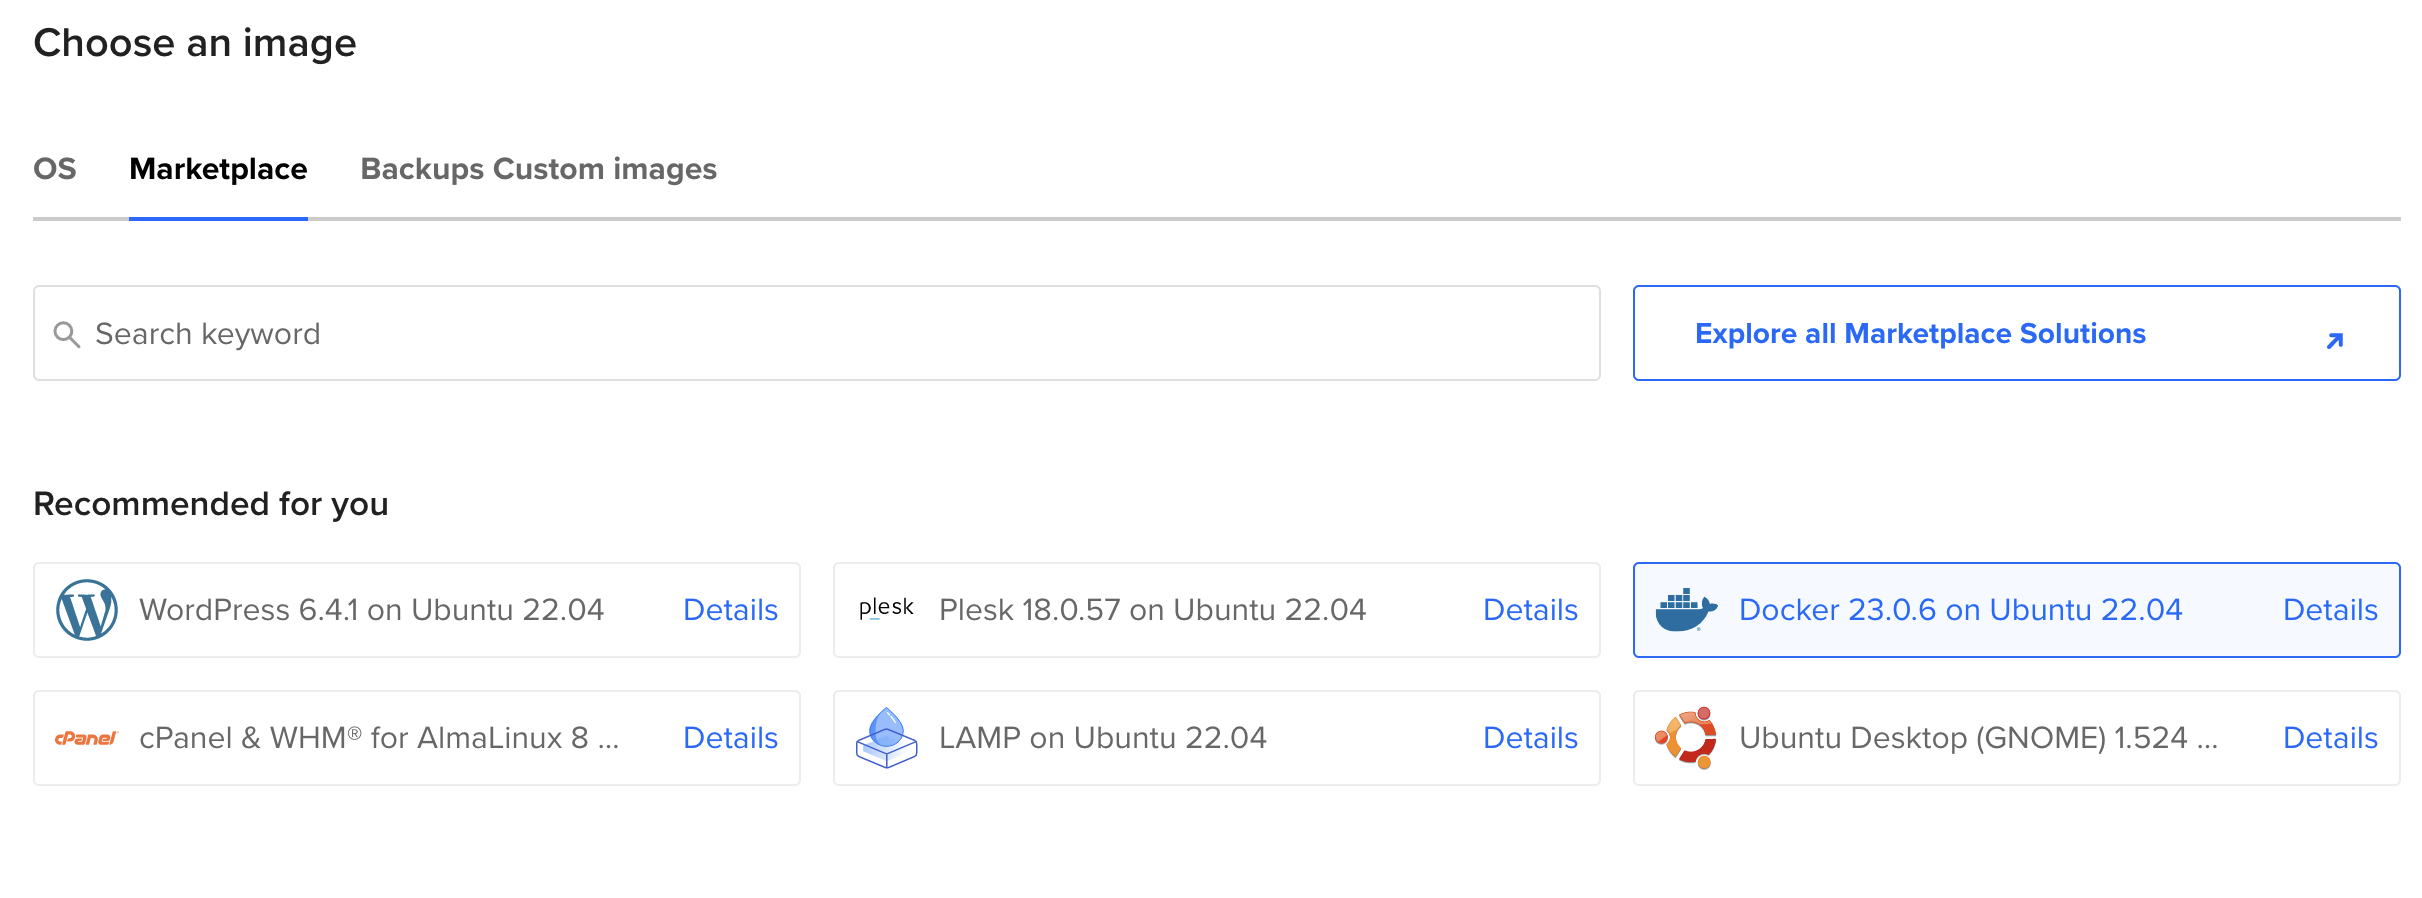 Choose an image
OS Marketplace Backups Custom images
Search keyword
Explore all Marketplace Solutions
Recommended for you
WordPress 6.4.1 on Ubuntu 22.04 Details
plesk Plesk 18.0.57 on Ubuntu 22.04 Details
Docker 23.0.6 on Ubuntu 22.04 Details
cPanel cPanel & WHM® for AlmaLinux 8 ... Details
LAMP on Ubuntu 22.04 Details
Ubuntu Desktop (GNOME) 1.524 ... Details